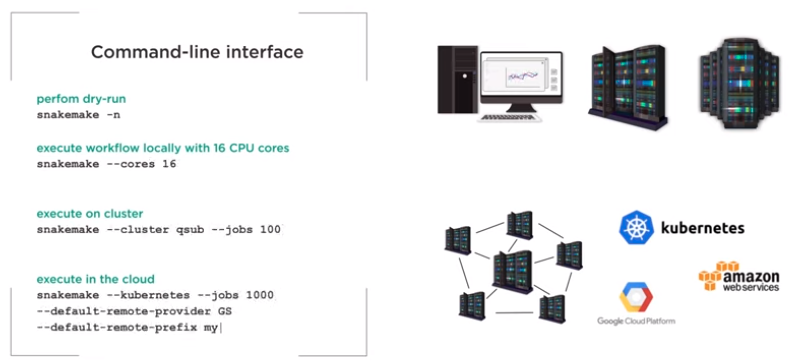 Command-line interface
perfom dry-run
snakemake -n
execute workflow locally with 16 CPU cores
snakemake --cores 16
execute on cluster
snakemake --cluster qsub --jobs 100
execute in the cloud
snakemake --kubernetes --jobs 1000
--default-remote-provider GS
--default-remote-prefix my
kubernetes
amazon
web services
Google Cloud Platform